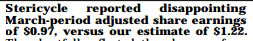 Stericycle reported disappointing
March-period adjusted share earnings
of $0.97, versus our estimate of $1.22.